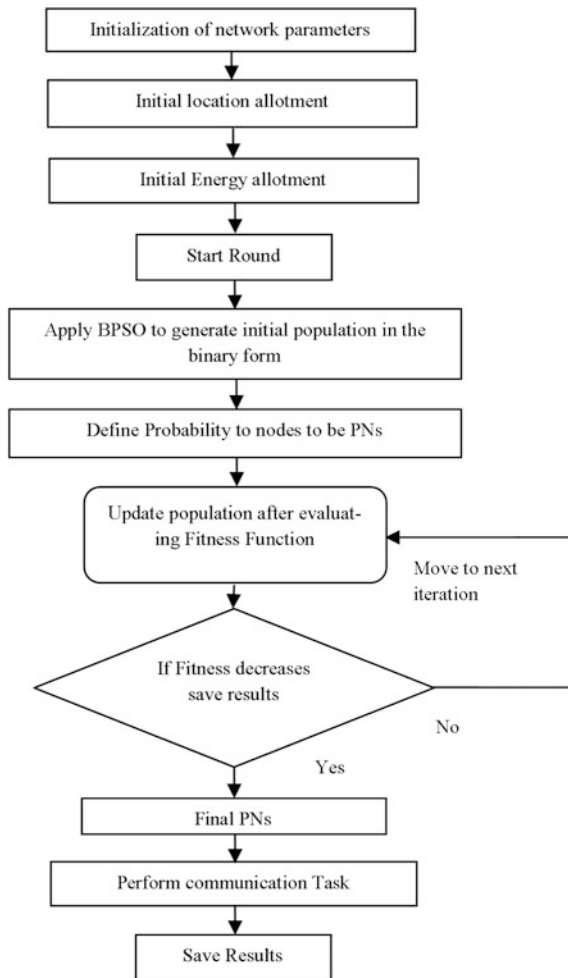 Initialization of network parameters
Initial location allotment
Initial Energy allotment
Start Round
Apply BPSO to generate initial population in the
binary form
Define Probability to nodes to be PNs
Update population after evaluat-
ing Fitness Function
Move to next
iteration
If Fitness decreases
save results
No
Yes
Final PNs
Perform communication Task
Save Results